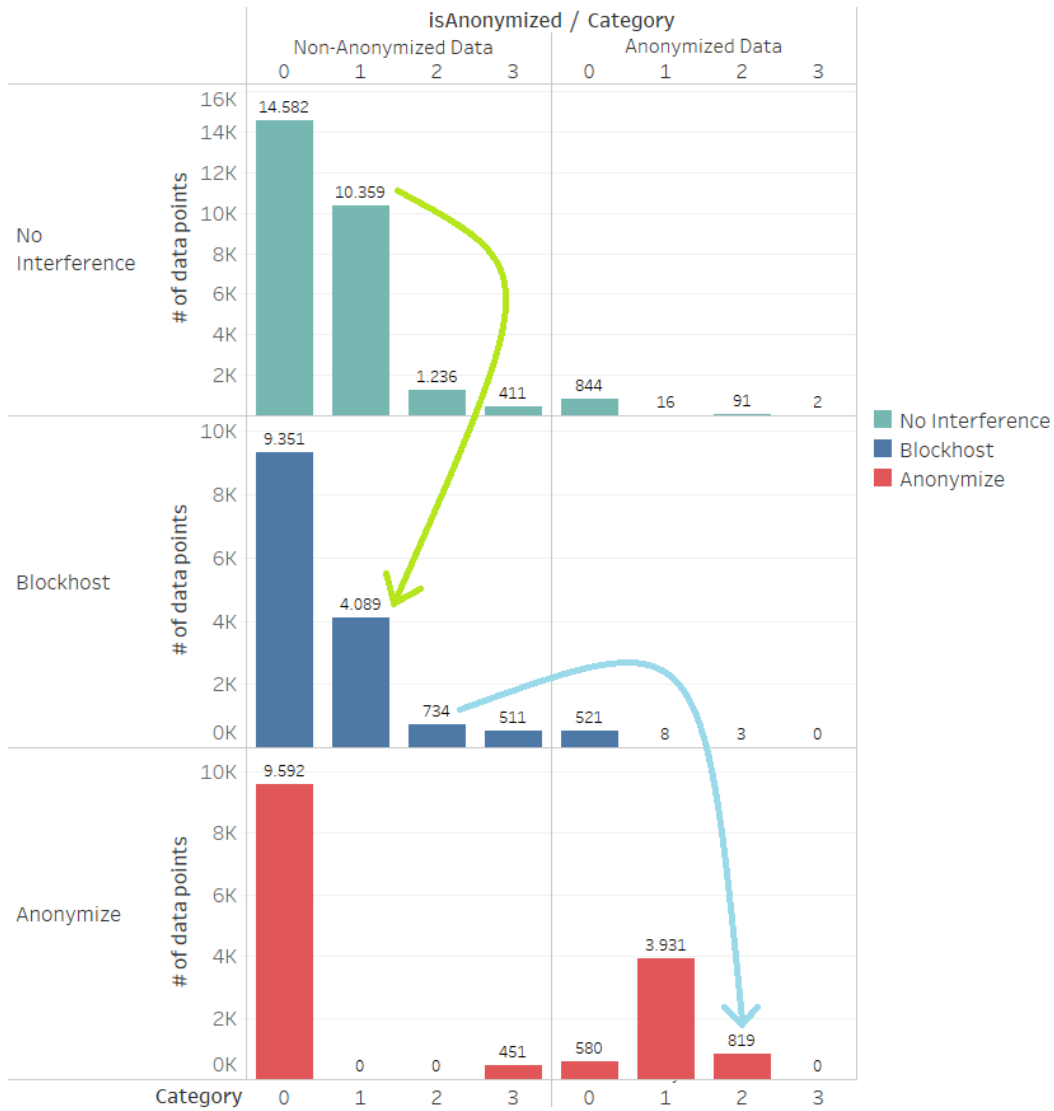 isAnonymized / Category
Non-Anonymized Data Anonymized Data
0 1 2 3 0 1 2 3
No Interference
# of data points
16K
14K
12K
10K
8K
6K
4K
2K
14.582
10.359
1.236
411
844
16
91
2
Blockhost
# of data points
10K
8K
6K
4K
2K
0K
9.351
4.089
734
511
521
8
3
0
Anonymize
# of data points
10K
8K
6K
4K
2K
0K
9.592
0
0
451
580
3.931
819
0
Category 0 1 2 3 0 1 2 3
No Interference
Blockhost
Anonymize